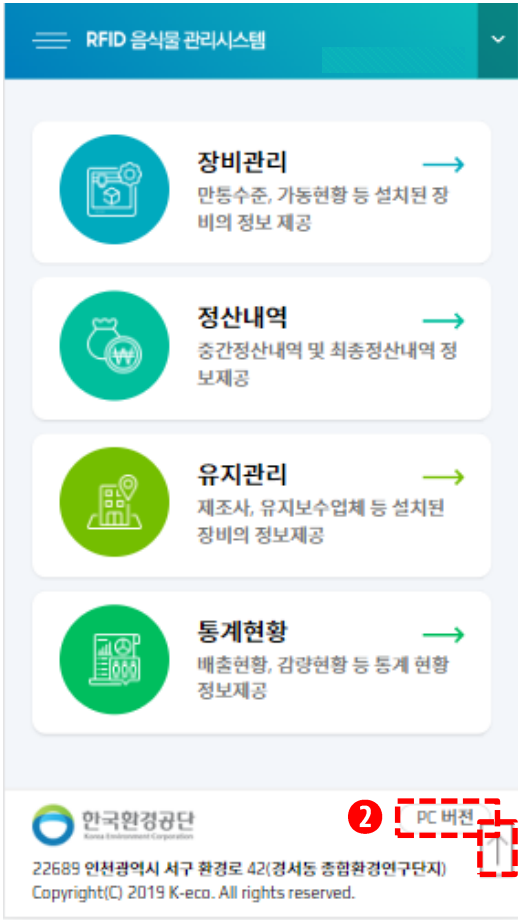 RFID 음식물 관리시스템
장비관리
만통수준, 가동현황 등 설치된 장
비의 정보 제공
정산내역
중간정산내역 및 최종정산내역 정
보제공
유지관리
제조사, 유지보수업체 등 설치된
장비의 정보제공
통계현황
배출현황, 감량현황 등 통계 현황
정보제공
한국환경공단
Korea Environment Corporation
2 PC 버전
22689 인천광역시 서구 환경로 42(경서동 종합환경연구단지)
Copyright(C) 2019 K-eco. All rights reserved.